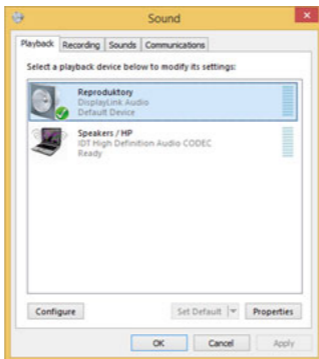 Sound
Playback Recording Sounds Communications
Select a playback device below to modify its settings:
Reproduktory
DisplayLink Audio
Default Device
Speakers / HP
IDT High Definition Audio CODEC
Ready
Configure Set Default Properties
OK Cancel Apply